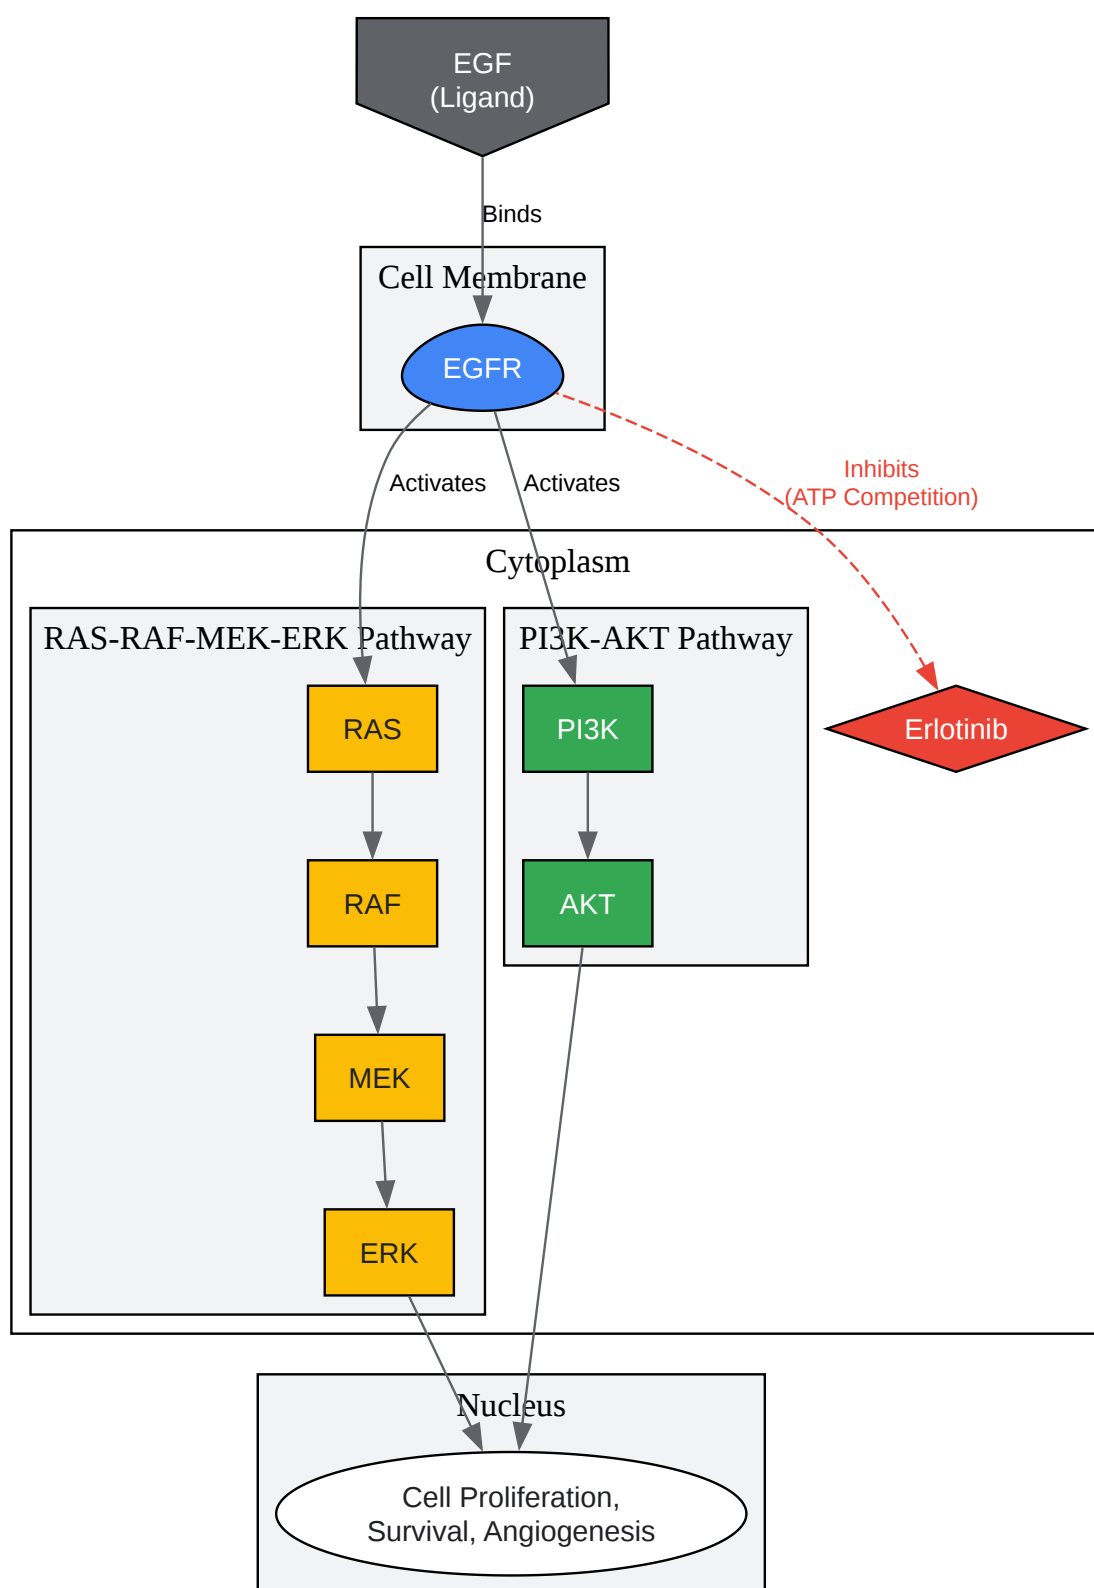 EGF
(Ligand)
Binds
Cell Membrane
EGFR
Activates
Activates
Inhibits
(ATP Competition)
Cytoplasm
RAS-RAF-MEK-ERK Pathway
PI3K-AKT Pathway
RAS
PI3K
Erlotinib
RAF
AKT
MEK
ERK
Nucleus
Cell Proliferation,
Survival, Angiogenesis